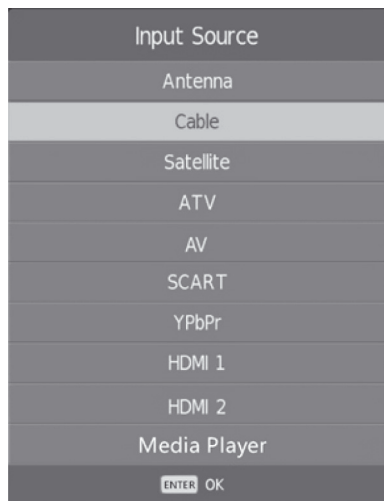 Input Source
Antenna
Cable
Satellite
ATV
AV
SCART
YPbPr
HDMI 1
HDMI 2
Media Player
ENTER OK